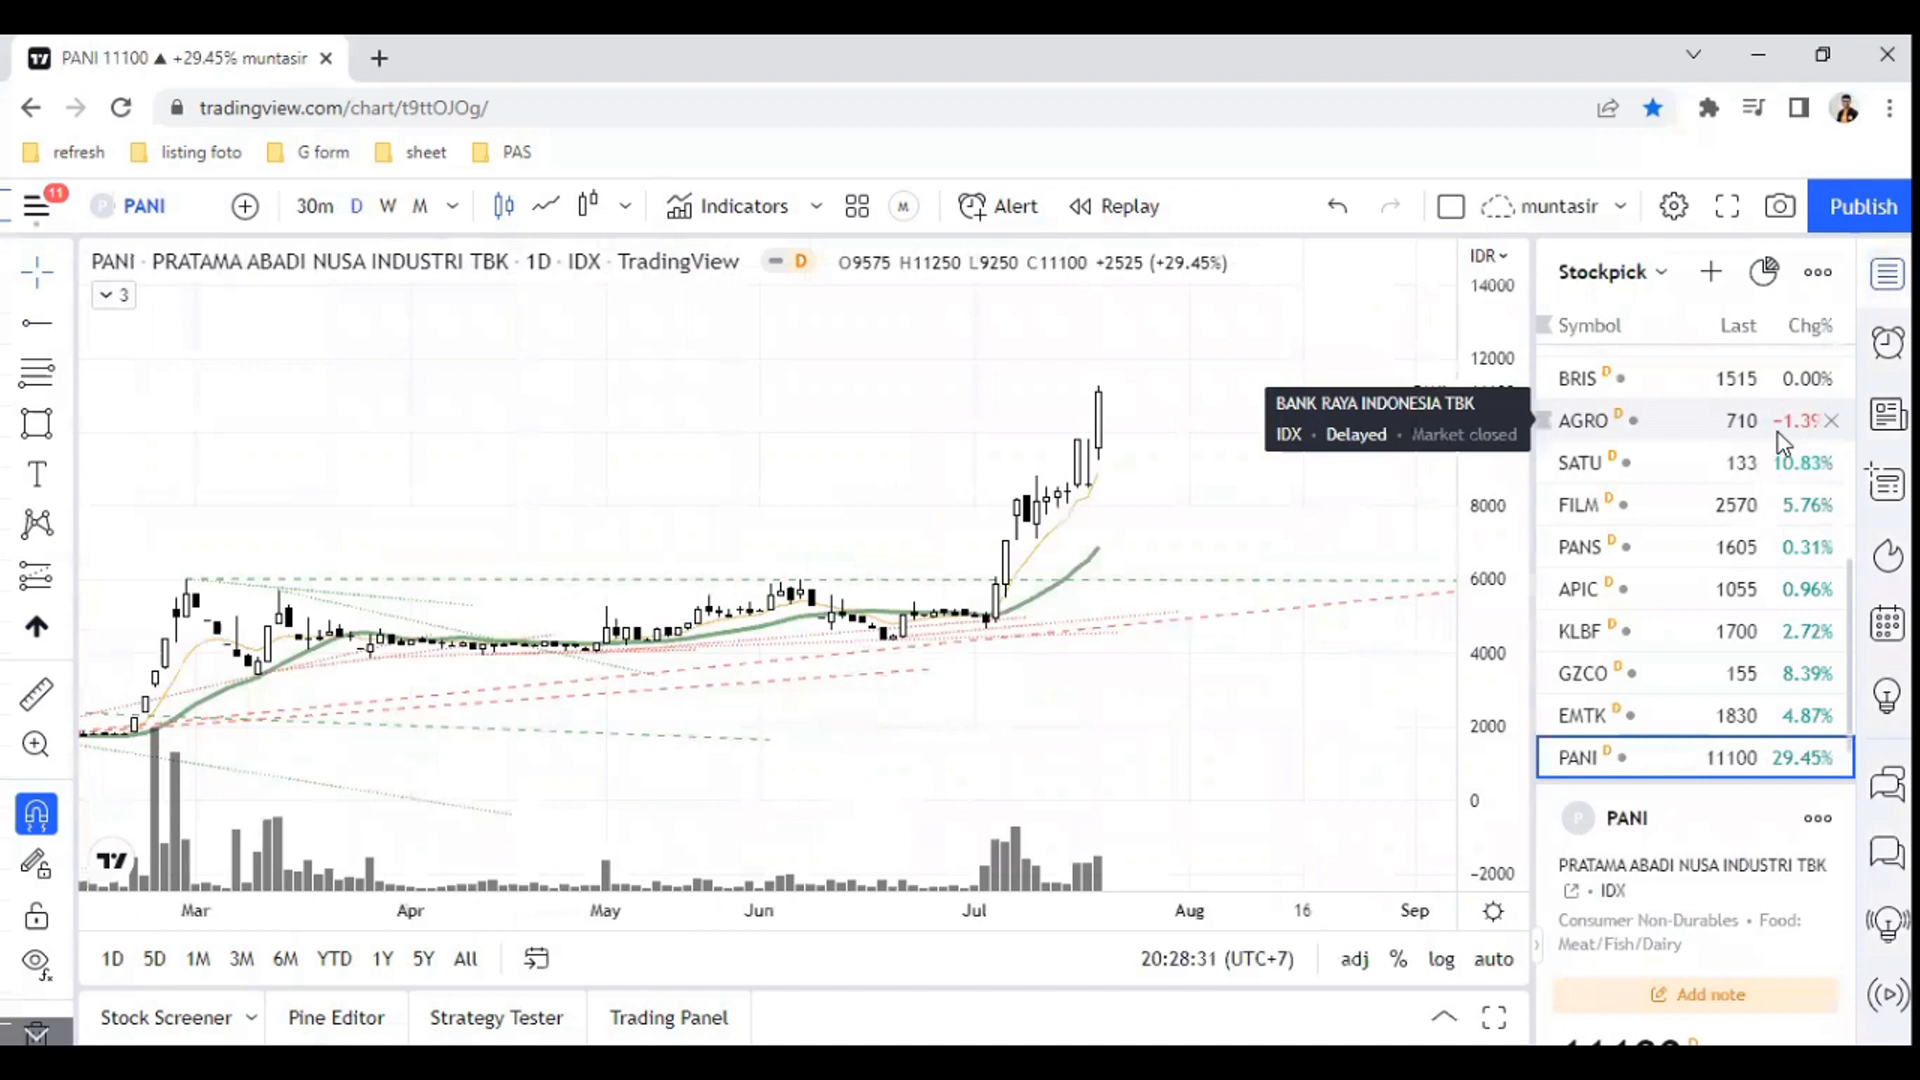 PANI 11100 ▲ +29.45% muntasir
tradingview.com/chart/t9ttOJOg/
refresh listing foto G form sheet PAS
11
P PANI 30m D W M Indicators M Alert Replay muntasir Publish
PANI · PRATAMA ABADI NUSA INDUSTRI TBK · 1D · IDX · TradingView D O9575 H11250 L9250 C11100 +2525 (+29.45%)
3
IDR
14000
12000
8000
6000
4000
2000
0
-2000
BANK RAYA INDONESIA TBK
IDX · Delayed · Market closed
Mar Apr May Jun Jul Aug 16 Sep
1D 5D 1M 3M 6M YTD 1Y 5Y All 20:28:31 (UTC+7) adj % log auto
Stock Screener Pine Editor Strategy Tester Trading Panel
Stockpick
Symbol Last Chg%
BRIS D 1515 0.00%
AGRO D 710 −1.39
SATU D 133 10.83%
FILM D 2570 5.76%
PANS D 1605 0.31%
APIC D 1055 0.96%
KLBF D 1700 2.72%
GZCO D 155 8.39%
EMTK D 1830 4.87%
PANI D 11100 29.45%
P PANI
PRATAMA ABADI NUSA INDUSTRI TBK
· IDX
Consumer Non-Durables · Food:
Meat/Fish/Dairy
Add note